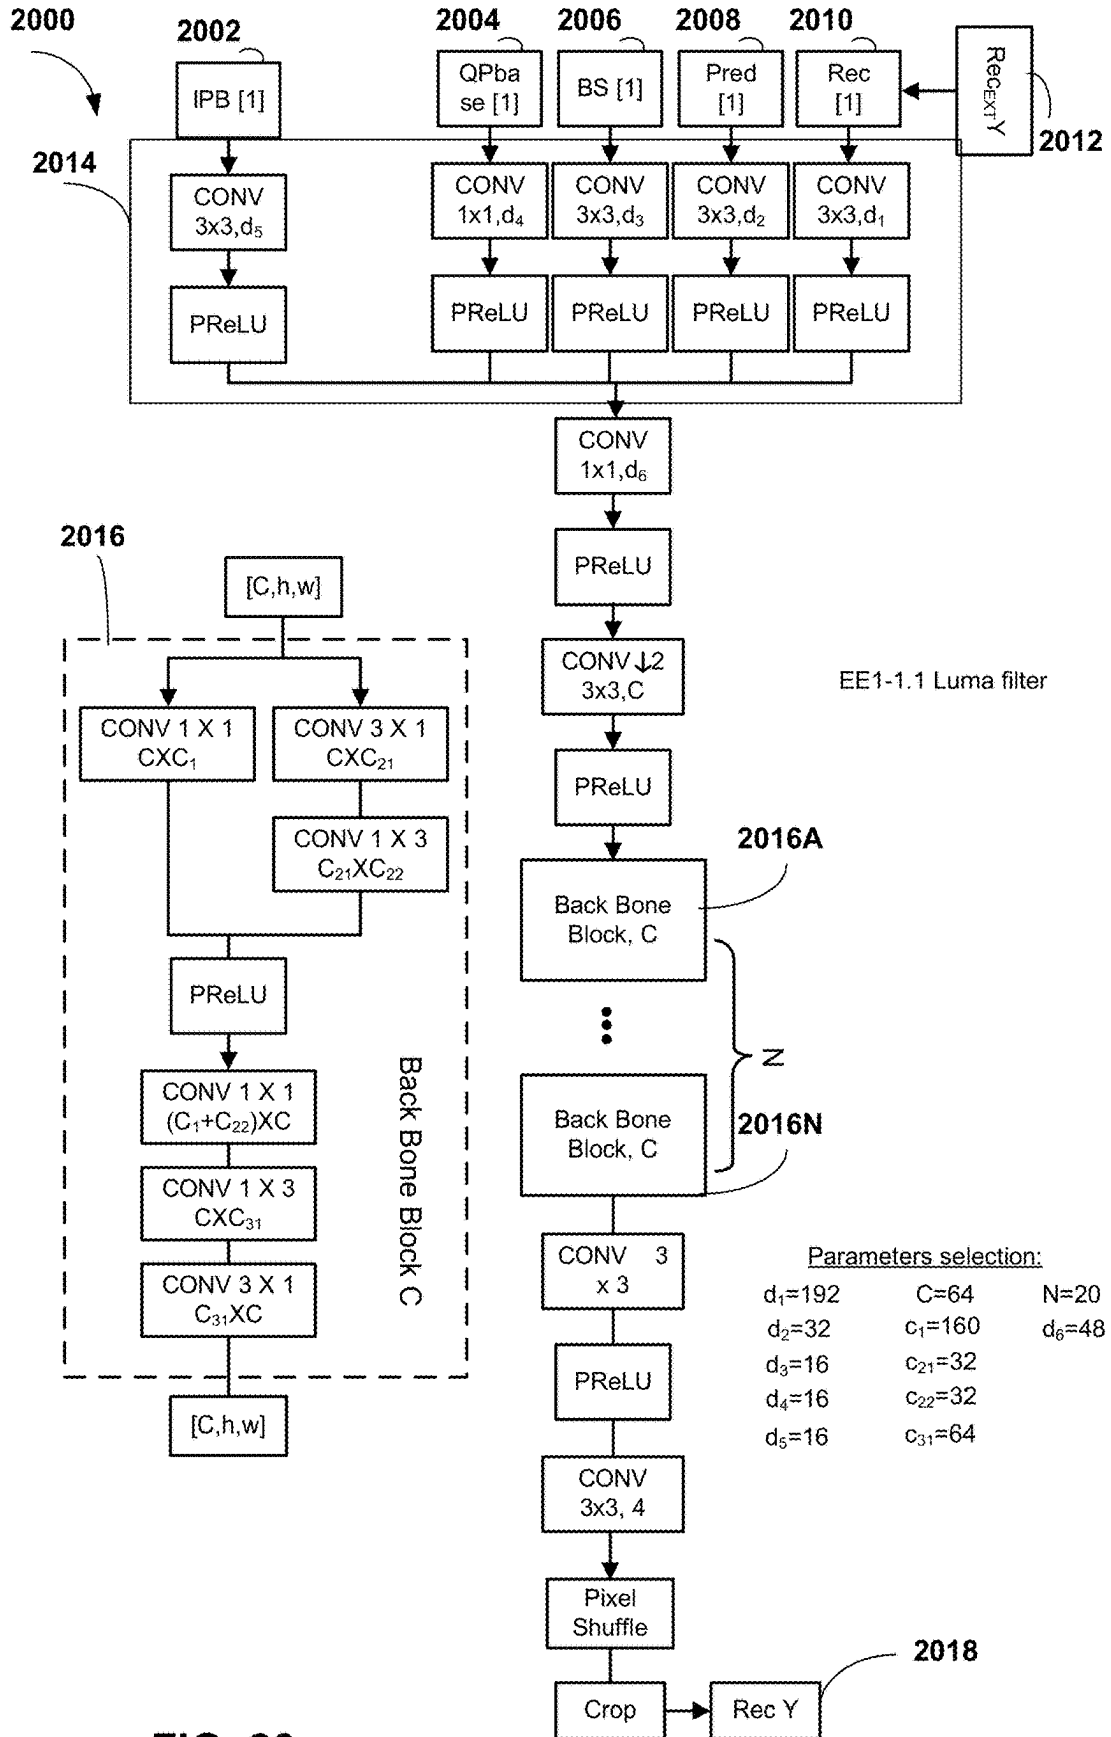 2000
2002
2004
2006
2008
2010
IPB [1]
QPba
se [1]
BS [1]
Pred
[1]
Rec
[1]
Rec_EXT Y
2012
2014
CONV
3x3,d₅
CONV
1x1,d₄
CONV
3x3,d₃
CONV
3x3,d₂
CONV
3x3,d₁
PReLU
PReLU
PReLU
PReLU
PReLU
CONV
1x1,d₆
PReLU
CONV↓2
3x3,C
PReLU
EE1-1.1 Luma filter
2016A
Back Bone
Block, C
N
Back Bone
Block, C
2016N
CONV 3
x 3
PReLU
CONV
3x3, 4
Pixel
Shuffle
Crop
Rec Y
2018
2016
[C,h,w]
CONV 1 X 1
CXC₁
CONV 3 X 1
CXC₂₁
CONV 1 X 3
C₂₁XC₂₂
PReLU
CONV 1 X 1
(C₁+C₂₂)XC
CONV 1 X 3
CXC₃₁
CONV 3 X 1
C₃₁XC
Back Bone Block C
[C,h,w]
Parameters selection:
d₁=192 C=64 N=20
d₂=32 c₁=160 d₆=48
d₃=16 c₂₁=32
d₄=16 c₂₂=32
d₅=16 c₃₁=64